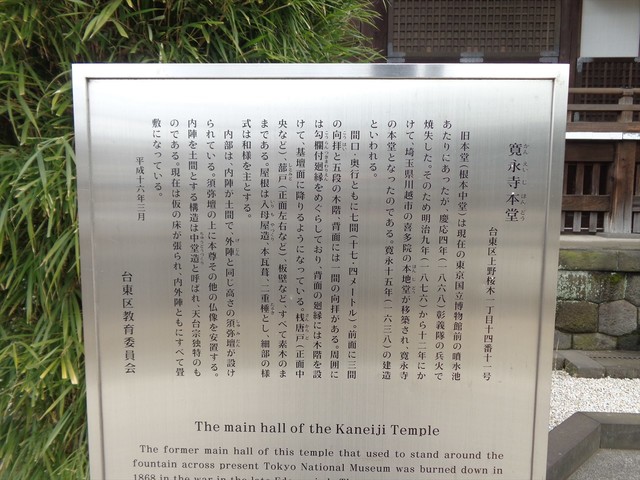 寛永寺本堂
かんえいじほんどう
台東区上野桜木一丁目十四番十一号
旧本堂(根本中堂)は現在の東京国立博物館前の噴水池
あたりにあったが、慶応四年(一八六八)彰義隊の兵火で
焼失した。そのため明治九年(一八七六)から十二年にか
けて、埼玉県川越市の喜多院の本地堂が移築され、寛永寺
の本堂となったのである。寛永十五年(一六三八)の建造
といわれる。
間口・奥行ともに七間(十七・四メートル)。前面に三間
の向拝と五段の木階、背面には一間の向拝がある。周囲に
は勾欄付廻縁をめぐらしており、背面の廻縁には木階を設
けて、基壇面に降りるようになっている。桟唐戸(正面中
央など)、蔀戸(正面左右など)、板壁など、すべて素木のま
まである。屋根は入母屋造、本瓦葺、二重棰とし、細部の様
式は和様を主とする。
内部は、内陣が土間で、外陣と同じ高さの須弥壇が設け
られている。須弥壇の上に本尊その他の仏像を安置する。
内陣を土間とする構造は中堂造と呼ばれ、天台宗独特のも
のである。現在は仮の床が張られ、内外陣ともにすべて畳
敷になっている。
平成十六年三月
台東区教育委員会
The main hall of the Kaneiji Temple
The former main hall of this temple that used to stand around the
fountain across present Tokyo National Museum was burned down in
1868 in the war in the late Edo